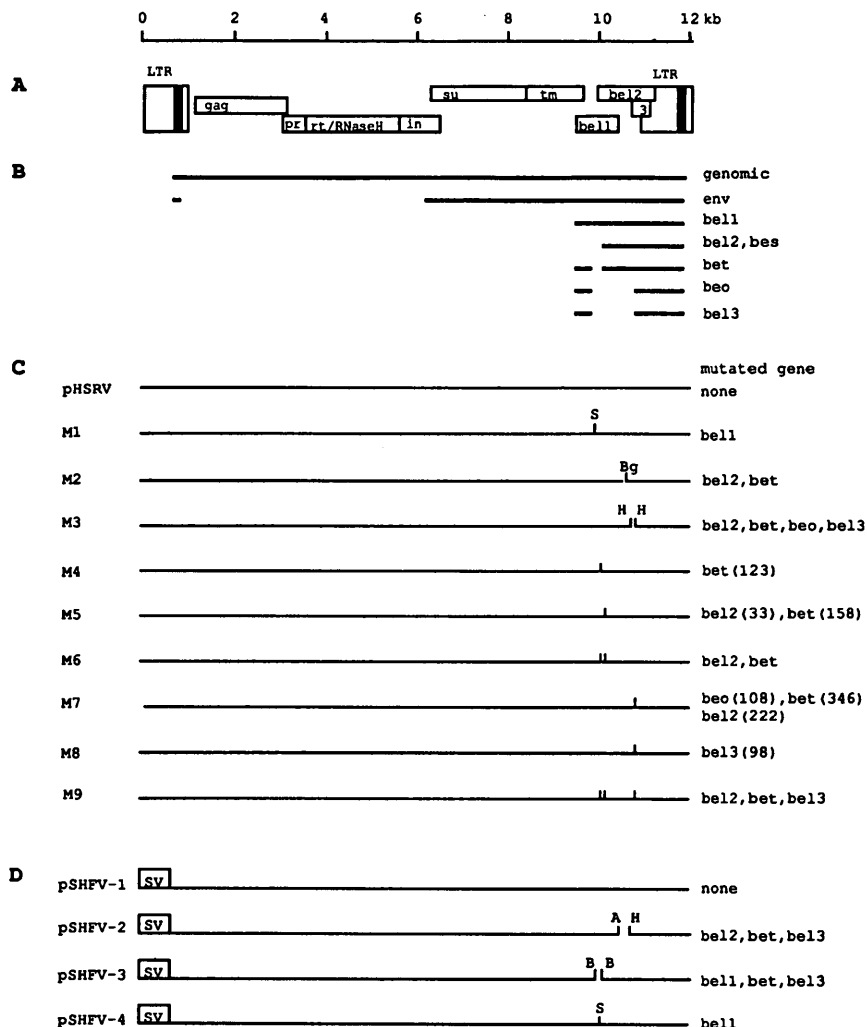 0 2 4 6 8 10 12 kb
A
LTR LTR
gag su tm bel2
pr rt/RNaseH in bel1 3
B
genomic
env
bel1
bel2,bes
bet
beo
bel3
C
mutated gene
pHSRV none
S
M1 bel1
Bg
M2 bel2,bet
H H
M3 bel2,bet,beo,bel3
M4 bet(123)
M5 bel2(33),bet(158)
M6 bel2,bet
M7 beo(108),bet(346)
bel2(222)
M8 bel3(98)
M9 bel2,bet,bel3
D
pSHFV-1 SV none
A H
pSHFV-2 SV bel2,bet,bel3
B B
pSHFV-3 SV bel1,bet,bel3
S
pSHFV-4 SV bel1